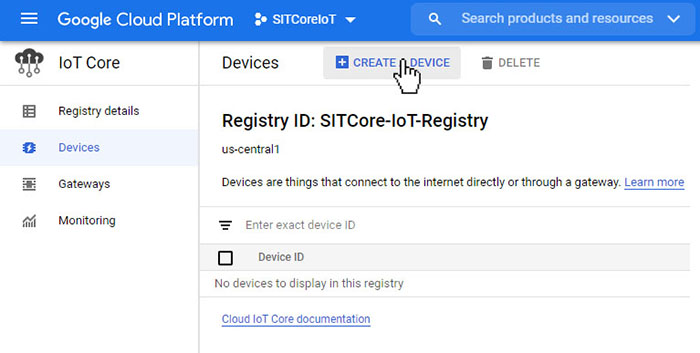 Google Cloud Platform SITCoreIoT Search products and resources
IoT Core Devices CREATE A DEVICE DELETE
Registry details
Devices
Gateways
Monitoring
Registry ID: SITCore-IoT-Registry
us-central1
Devices are things that connect to the internet directly or through a gateway. Learn more
Enter exact device ID
Device ID
No devices to display in this registry
Cloud IoT Core documentation